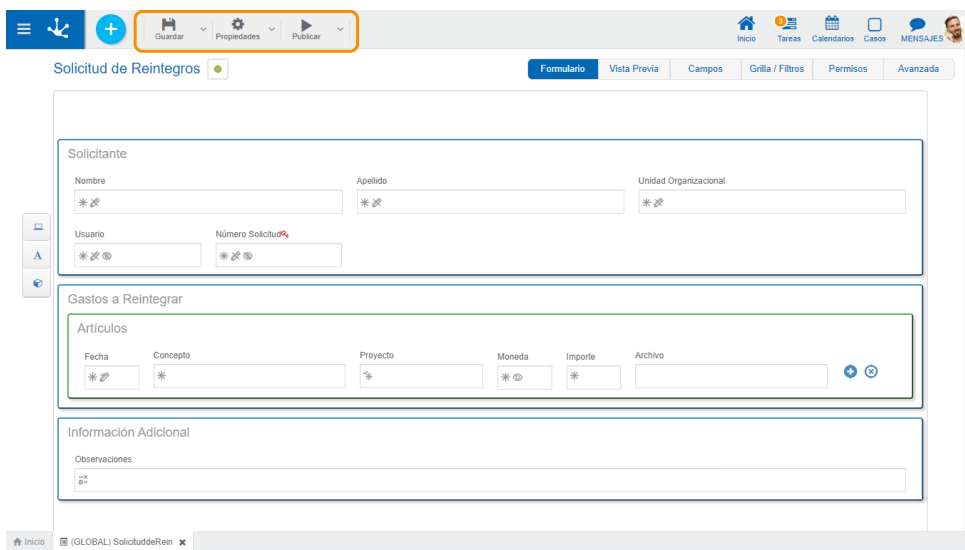 Guardar
Propiedades
Publicar
Inicio
3
Tareas
Calendarios
Casos
MENSAJES
Solicitud de Reintegros
Formulario
Vista Previa
Campos
Grilla / Filtros
Permisos
Avanzada
Solicitante
Nombre
Apellido
Unidad Organizacional
Usuario
Número Solicitud
A
Gastos a Reintegrar
Artículos
Fecha
Concepto
Proyecto
Moneda
Importe
Archivo
Información Adicional
Observaciones
Inicio
(GLOBAL) SolicituddeRein